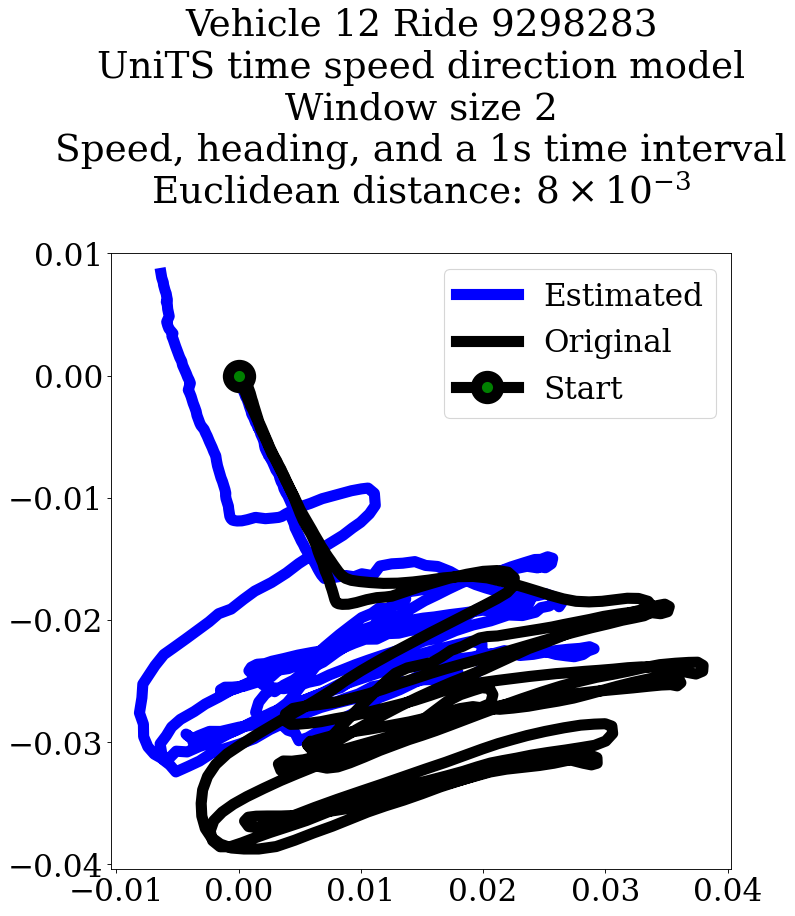 Vehicle 12 Ride 9298283
UniTS time speed direction model
Window size 2
Speed, heading, and a 1s time interval
Euclidean distance: 8 × 10⁻³
0.01
0.00
−0.01
−0.02
−0.03
−0.04
Estimated
Original
Start
−0.01 0.00 0.01 0.02 0.03 0.04